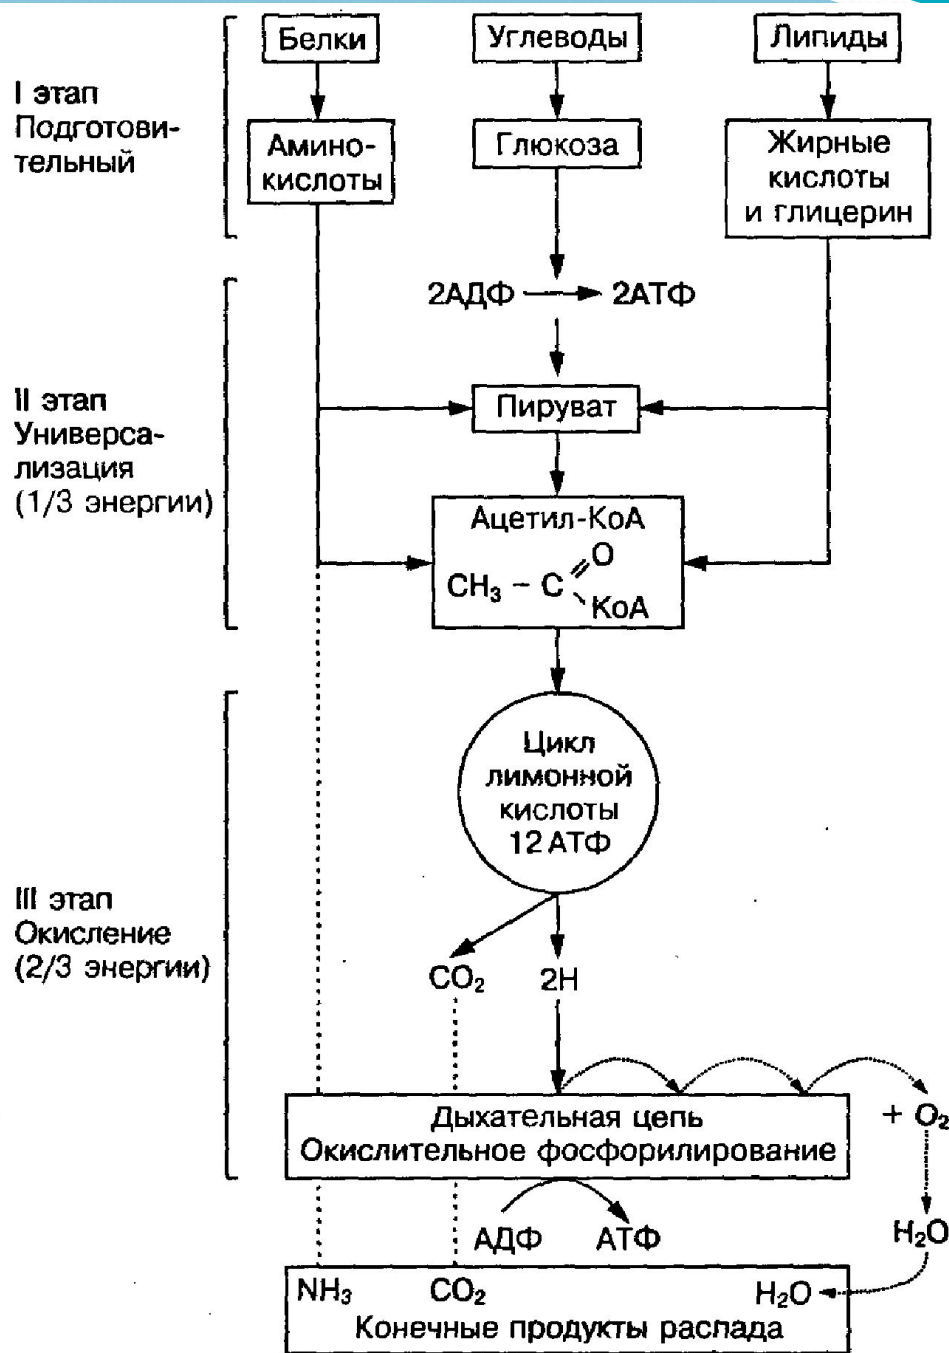 Белки
Углеводы
Липиды
I этап
Подготови-
тельный
Амино-
кислоты
Глюкоза
Жирные
кислоты
и глицерин
2АДФ
2АТФ
II этап
Универса-
лизация
(1/3 энергии)
Пируват
Ацетил-КоА
CH₃ – C
O
КоА
Цикл
лимонной
кислоты
12 АТФ
III этап
Окисление
(2/3 энергии)
CO₂
2H
Дыхательная цепь
Окислительное фосфорилирование
+ O₂
АДФ
АТФ
H₂O
NH₃
CO₂
H₂O
Конечные продукты распада